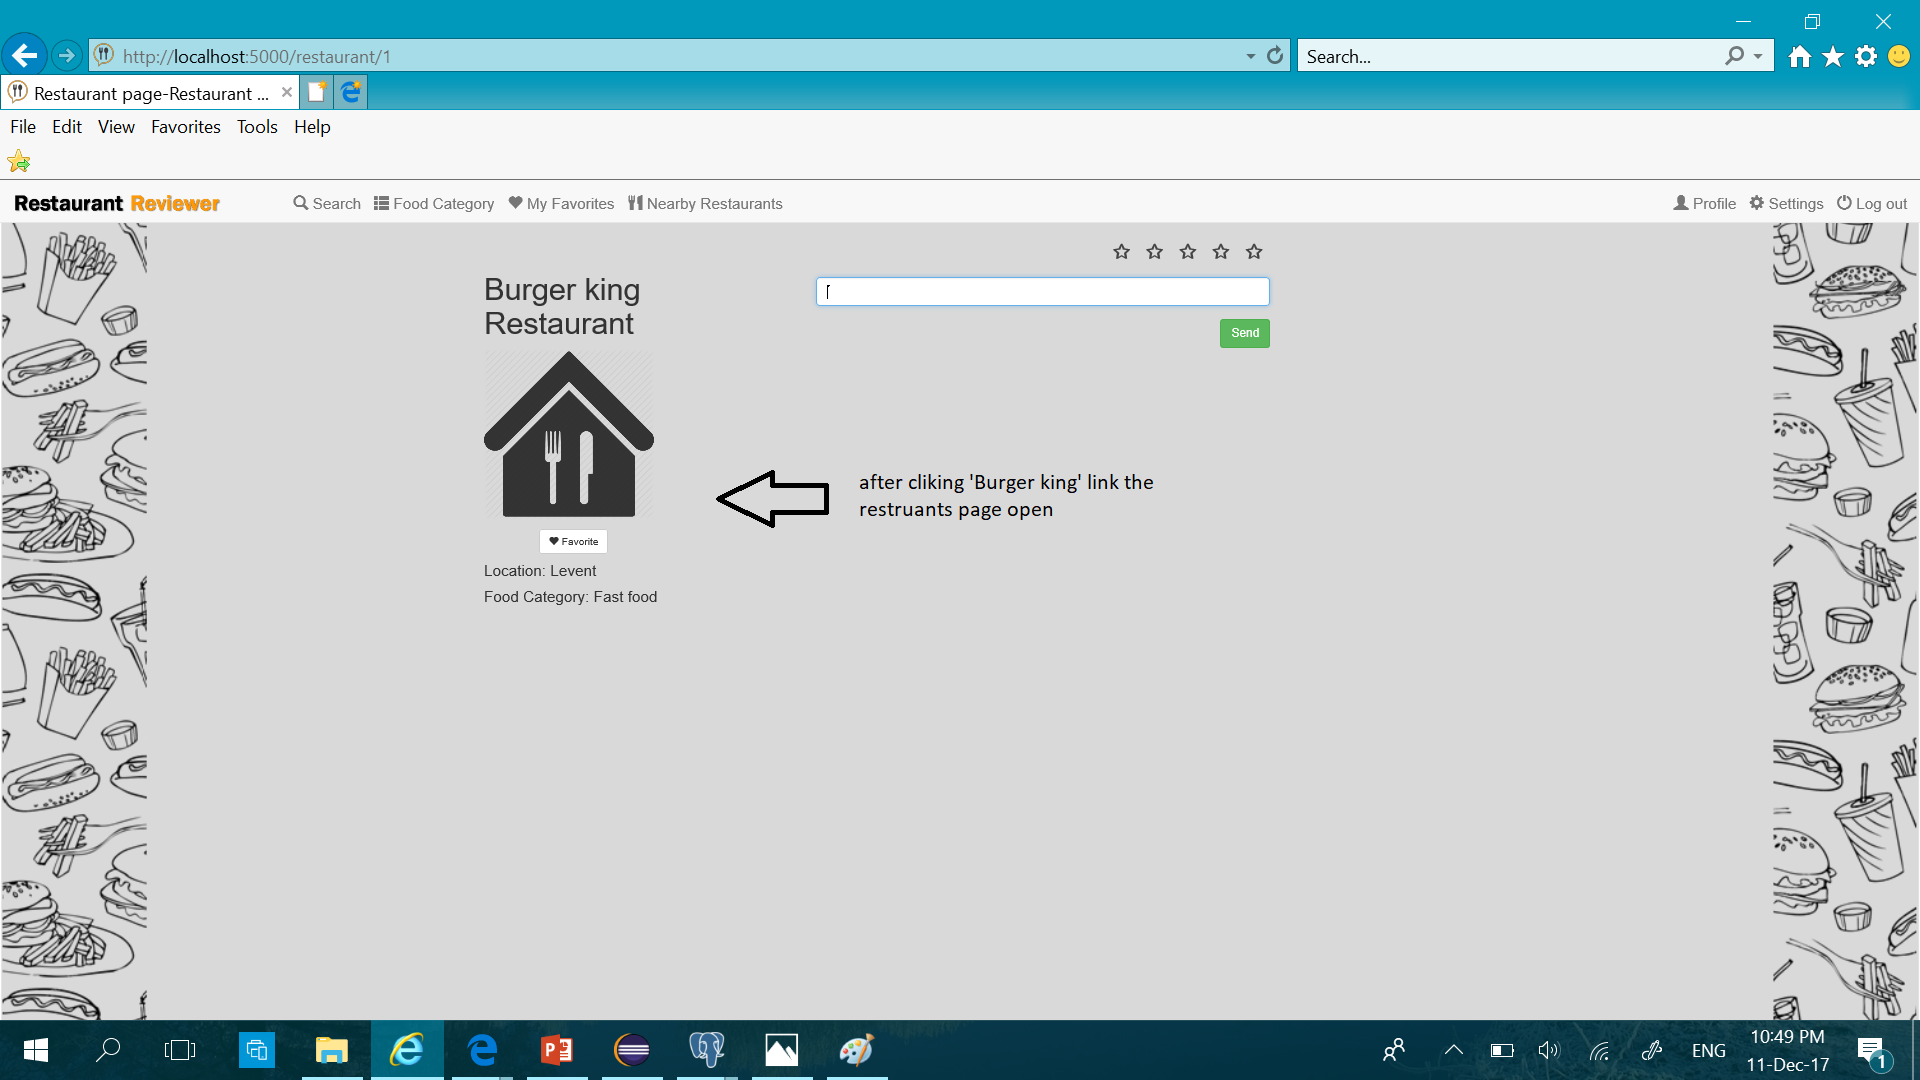 http://localhost:5000/restaurant/1
Search...
Restaurant page-Restaurant ...
File Edit View Favorites Tools Help
Restaurant Reviewer
Search Food Category My Favorites Nearby Restaurants
Profile Settings Log out
Burger king
Restaurant
Send
after cliking 'Burger king' link the
restruants page open
Favorite
Location: Levent
Food Category: Fast food
ENG
10:49 PM
11-Dec-17
1